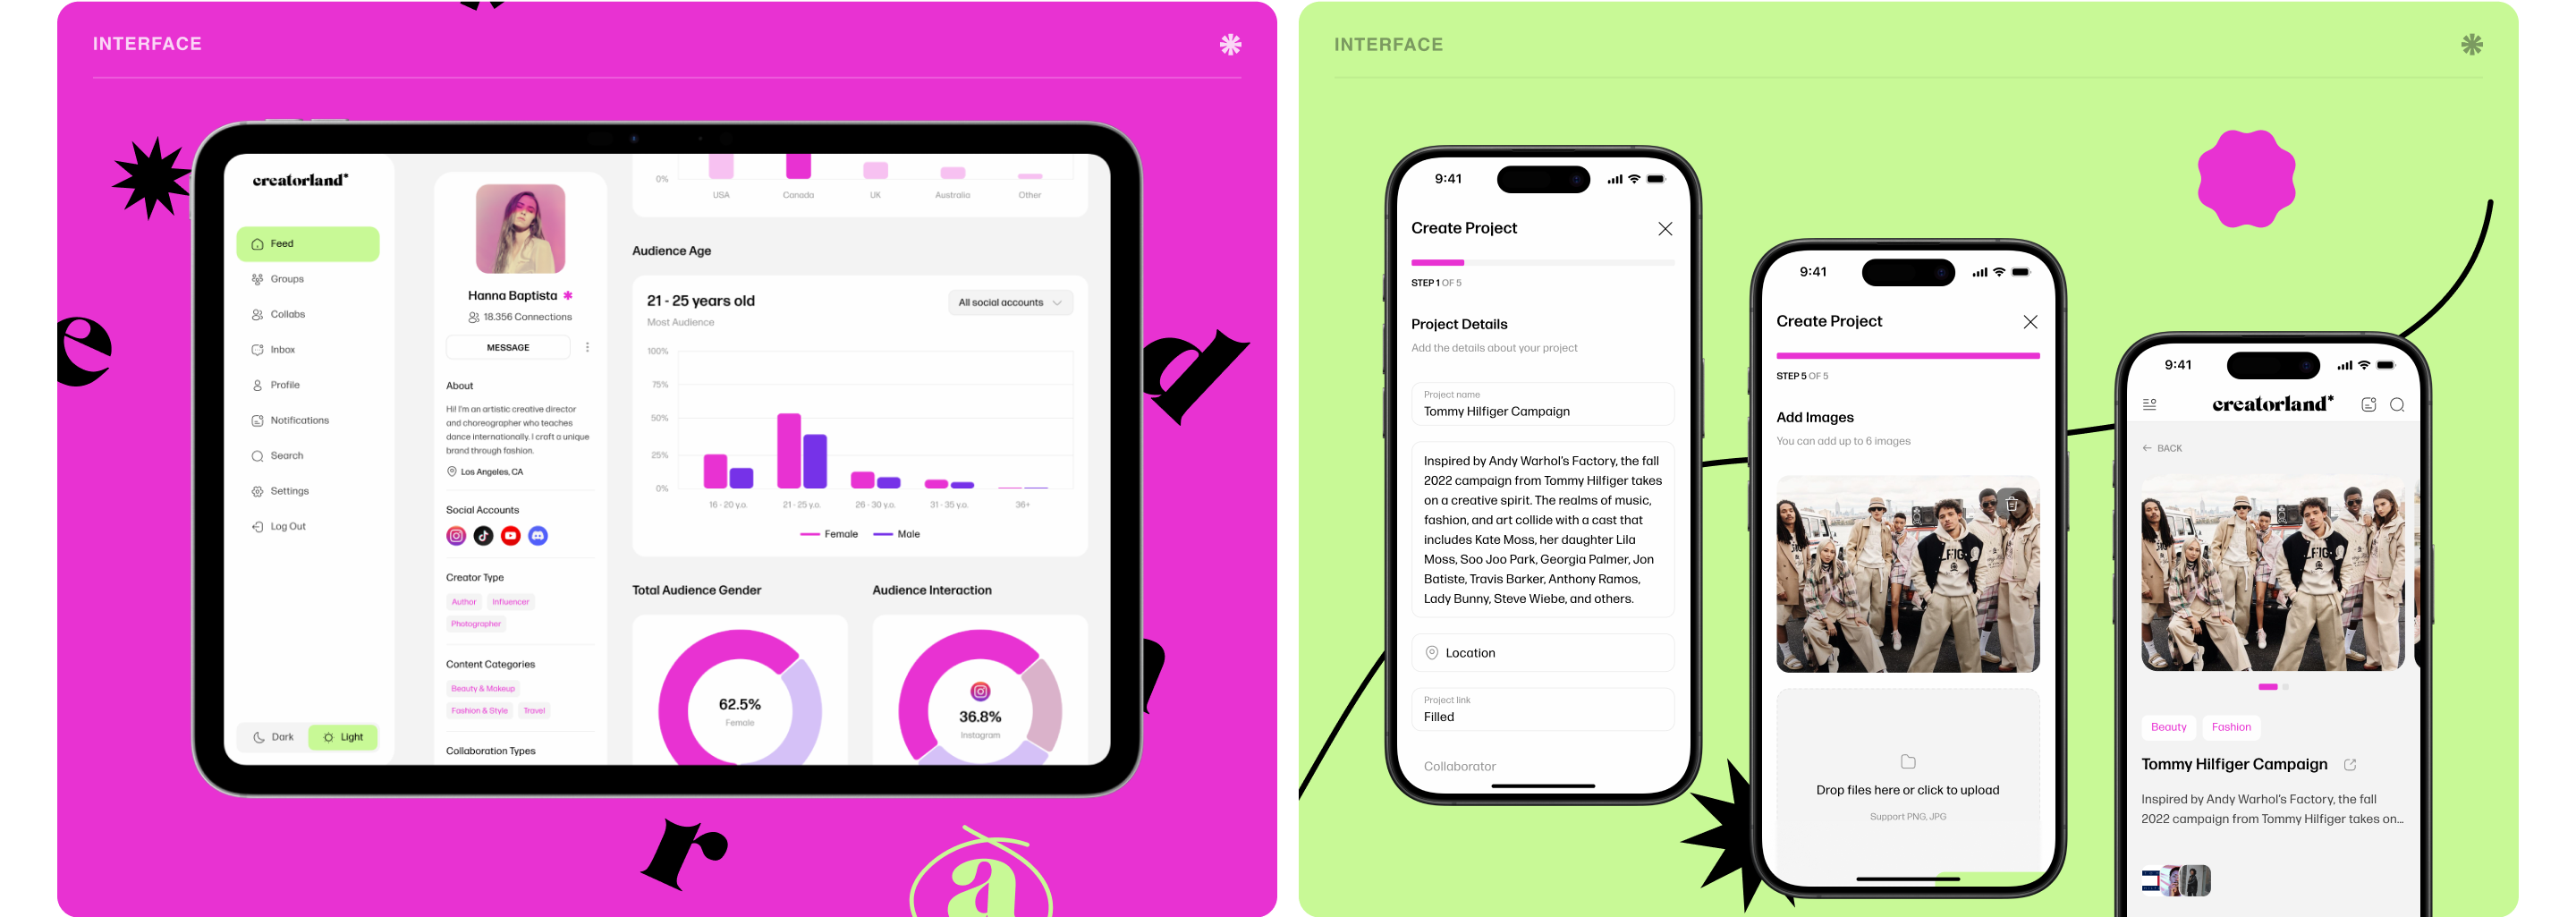 INTERFACE
creatorland*
Feed
Groups
Collabs
Inbox
Profile
Notifications
Search
Settings
Log Out
Dark
Light
Hanna Baptista
18.356 Connections
MESSAGE
About
Hi! I'm an artistic creative director
and choreographer who teaches
dance internationally. I craft a unique
brand through fashion.
Los Angeles, CA
Social Accounts
Creator Type
Author
Influencer
Photographer
Content Categories
Beauty & Makeup
Fashion & Style
Travel
Collaboration Types
0%
USA
Canada
UK
Australia
Other
Audience Age
21 - 25 years old
Most Audience
All social accounts
100%
75%
50%
25%
0%
16 - 20 y.o.
21 - 25 y.o.
26 - 30 y.o.
31 - 35 y.o.
36+
Female
Male
Total Audience Gender
62.5%
Female
Audience Interaction
36.8%
Instagram
e
d
r
a
INTERFACE
9:41
Create Project
STEP 1 OF 5
Project Details
Add the details about your project
Project name
Tommy Hilfiger Campaign
Inspired by Andy Warhol's Factory, the fall
2022 campaign from Tommy Hilfiger takes
on a creative spirit. The realms of music,
fashion, and art collide with a cast that
includes Kate Moss, her daughter Lila
Moss, Soo Joo Park, Georgia Palmer, Jon
Batiste, Travis Barker, Anthony Ramos,
Lady Bunny, Steve Wiebe, and others.
Location
Project link
Filled
Collaborator
9:41
Create Project
STEP 5 OF 5
Add Images
You can add up to 6 images
Drop files here or click to upload
Support PNG, JPG
9:41
creatorland*
BACK
Beauty
Fashion
Tommy Hilfiger Campaign
Inspired by Andy Warhol's Factory, the fall
2022 campaign from Tommy Hilfiger takes on...